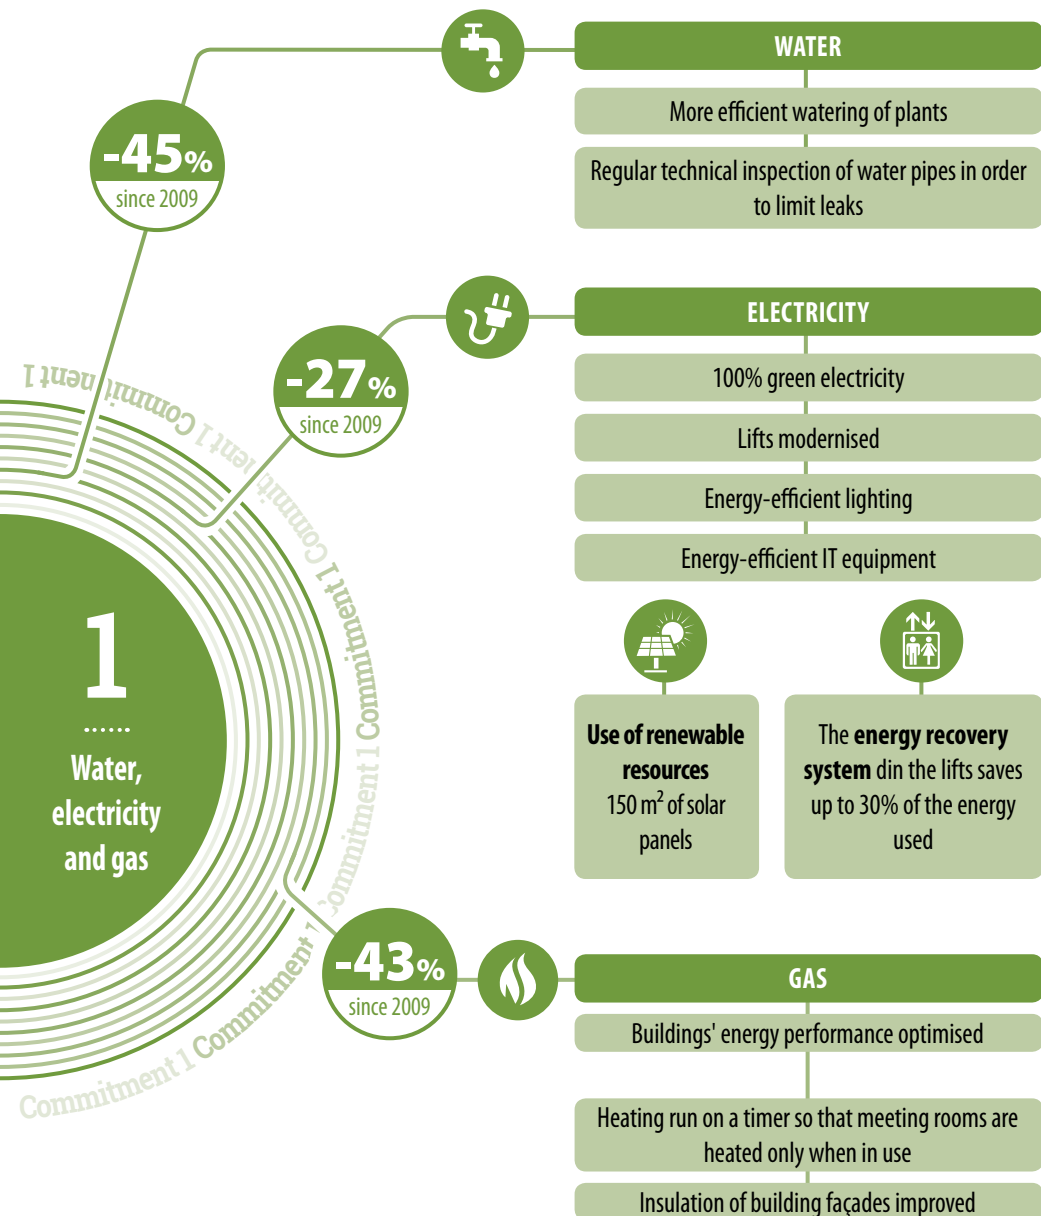 WATER
More efficient watering of plants
Regular technical inspection of water pipes in order
to limit leaks
-45%
since 2009
ELECTRICITY
100% green electricity
Lifts modernised
Energy-efficient lighting
Energy-efficient IT equipment
-27%
since 2009
Use of renewable
resources
150 m² of solar
panels
The energy recovery
system din the lifts saves
up to 30% of the energy
used
1
......
Water,
electricity
and gas
Commitment 1 Commitment 1 Commitment 1 Commitment 1 Commitment 1 Commitment 1 Commitment 1
-43%
since 2009
GAS
Buildings' energy performance optimised
Heating run on a timer so that meeting rooms are
heated only when in use
Insulation of building façades improved